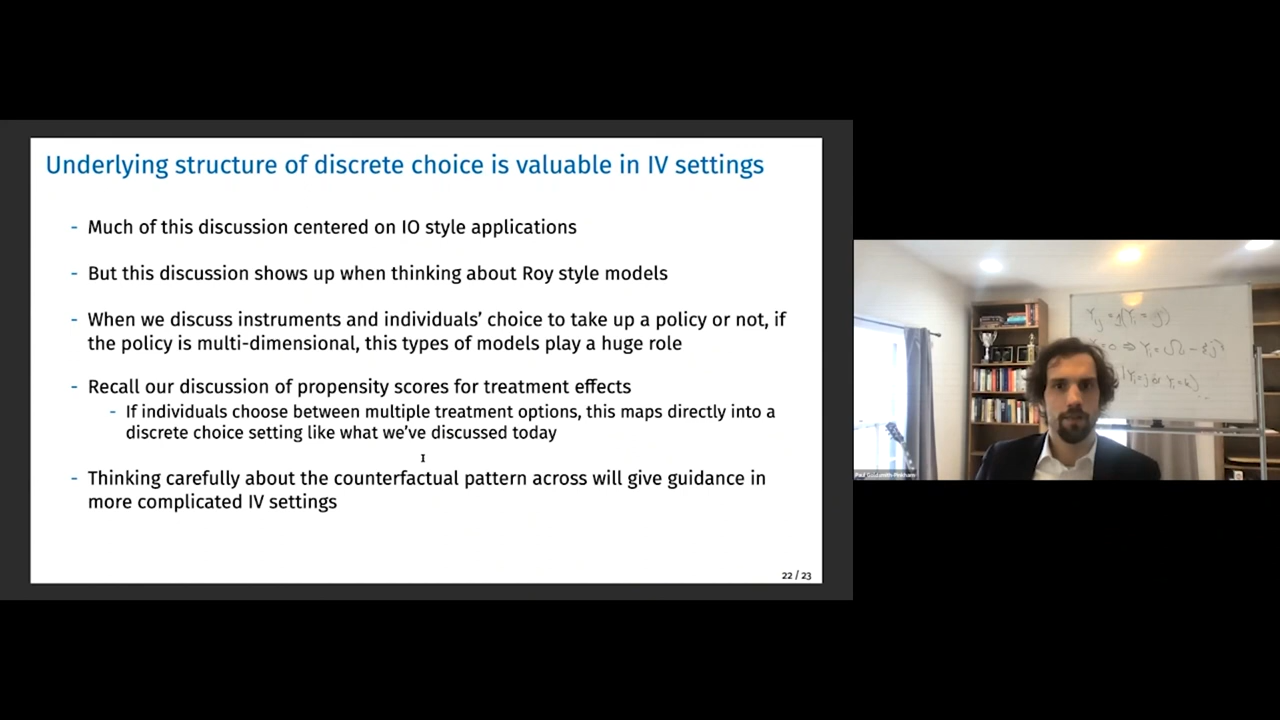 Underlying structure of discrete choice is valuable in IV settings
- Much of this discussion centered on IO style applications
- But this discussion shows up when thinking about Roy style models
- When we discuss instruments and individuals’ choice to take up a policy or not, if
the policy is multi-dimensional, this types of models play a huge role
- Recall our discussion of propensity scores for treatment effects
- If individuals choose between multiple treatment options, this maps directly into a
discrete choice setting like what we’ve discussed today
- Thinking carefully about the counterfactual pattern across will give guidance in
more complicated IV settings
22 / 23
Paul Goldsmith-Pinkham